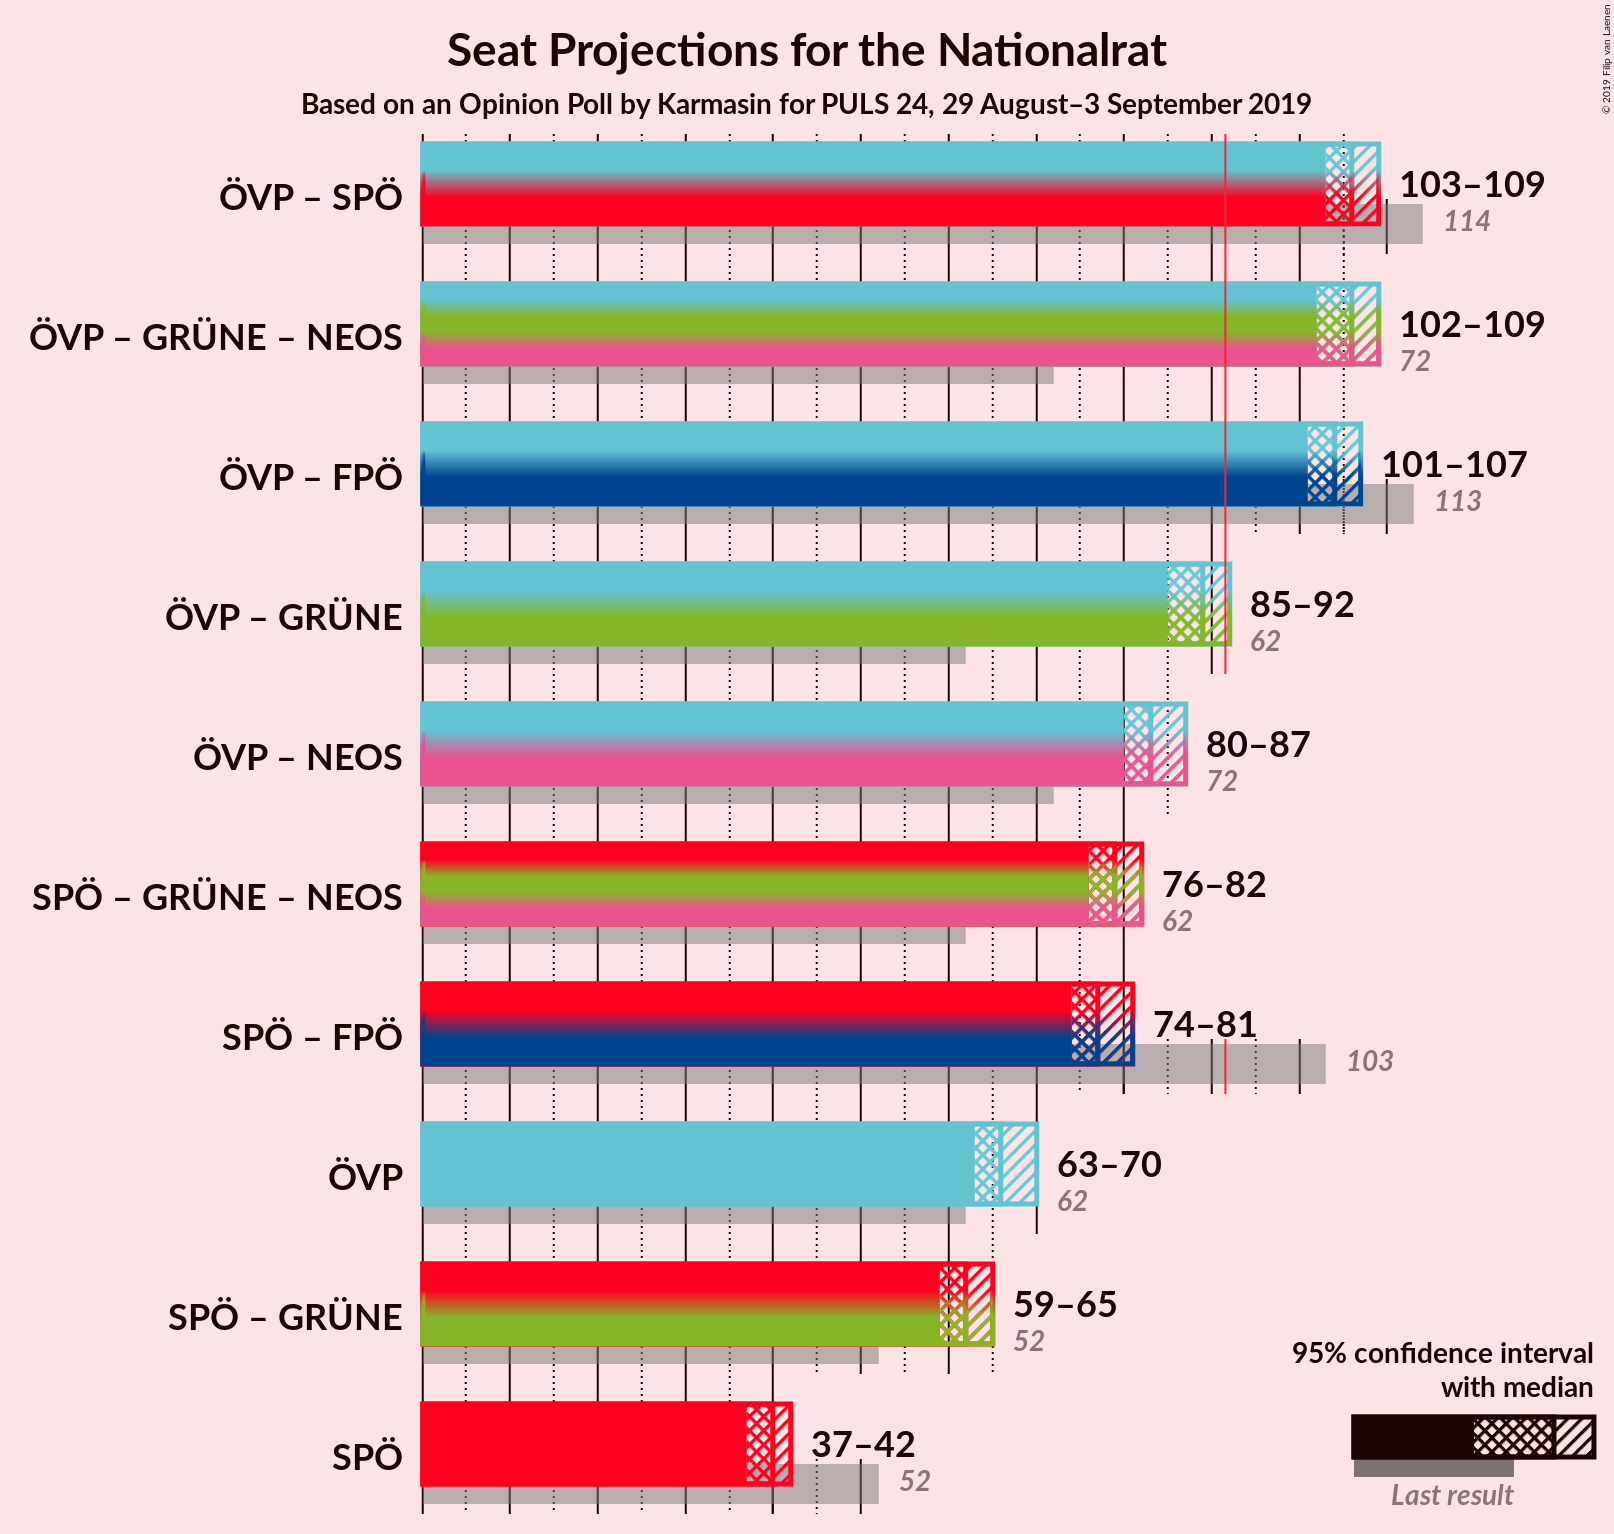 © 2019 Filip van Laenen
Seat Projections for the Nationalrat
Based on an Opinion Poll by Karmasin for PULS 24, 29 August–3 September 2019
ÖVP – SPÖ
103–109
114
ÖVP – GRÜNE – NEOS
102–109
72
ÖVP – FPÖ
101–107
113
ÖVP – GRÜNE
85–92
62
ÖVP – NEOS
80–87
72
SPÖ – GRÜNE – NEOS
76–82
62
SPÖ – FPÖ
74–81
103
ÖVP
63–70
62
SPÖ – GRÜNE
59–65
52
SPÖ
37–42
52
95% confidence interval
with median
Last result